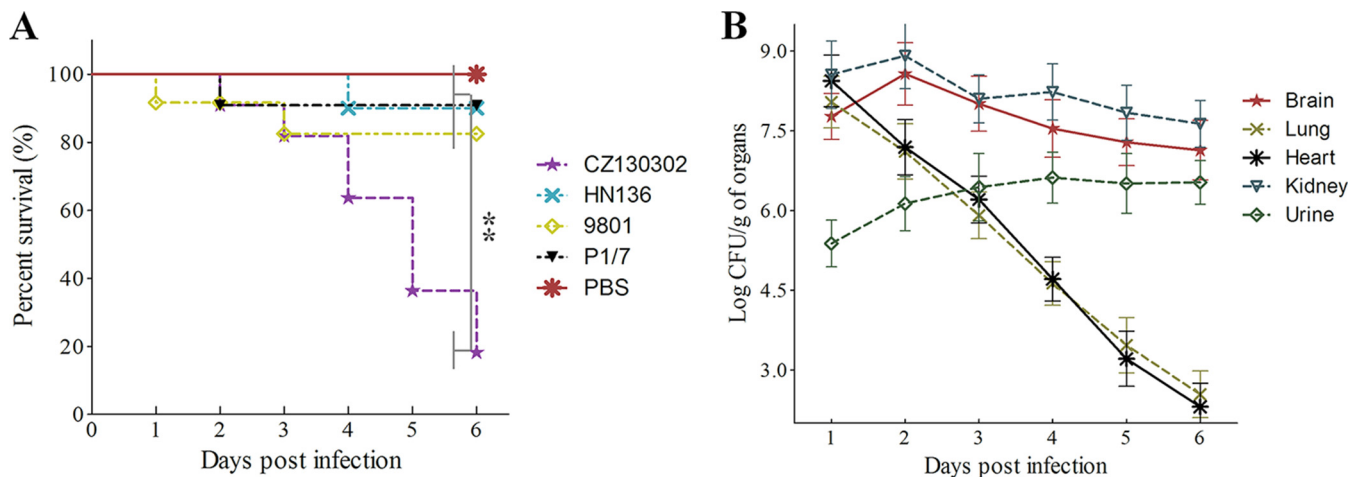 A
Percent survival (%)
100
80
60
40
20
0
0 1 2 3 4 5 6
Days post infection
**
CZ130302
HN136
9801
P1/7
PBS
B
Log CFU/g of organs
9.0
7.5
6.0
4.5
3.0
1 2 3 4 5 6
Days post infection
Brain
Lung
Heart
Kidney
Urine